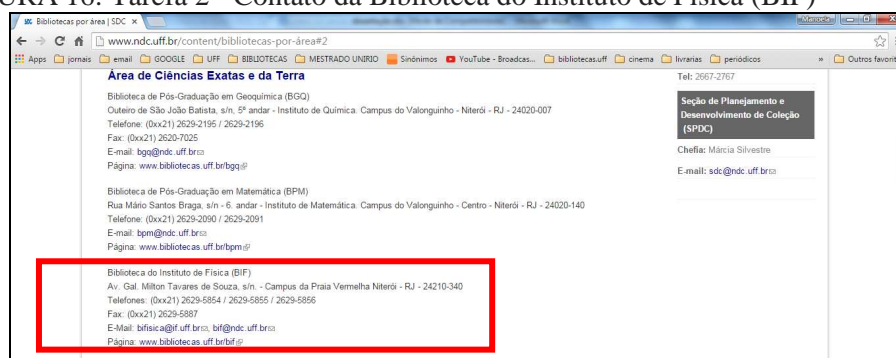 URA 18: Tarefa 2 - Contato da Biblioteca do Instituto de Física (BIF)
Bibliotecas por área | SDC
www.ndc.uff.br/content/bibliotecas-por-área#2
Apps jornais email GOOGLE UFF BIBLIOTECAS MESTRADO UNIRIO Sinônimos YouTube - Broadcas... bibliotecas.uff cinema livrarias periódicos » Outros favorit
Área de Ciências Exatas e da Terra
Biblioteca de Pós-Graduação em Geoquímica (BGQ)
Outeiro de São João Batista, s/n, 5º andar - Instituto de Química. Campus do Valonguinho - Niterói - RJ - 24020-007
Telefone: (0xx21) 2629-2195 / 2629-2196
Fax: (0xx21) 2620-7025
E-mail: bgq@ndc.uff.br
Página: www.bibliotecas.uff.br/bgq
Biblioteca de Pós-Graduação em Matemática (BPM)
Rua Mário Santos Braga, s/n - 6. andar - Instituto de Matemática. Campus do Valonguinho - Centro - Niterói - RJ - 24020-140
Telefone: (0xx21) 2629-2090 / 2629-2091
E-mail: bpm@ndc.uff.br
Página: www.bibliotecas.uff.br/bpm
Biblioteca do Instituto de Física (BIF)
Av. Gal. Milton Tavares de Souza, s/n. - Campus da Praia Vermelha Niterói - RJ - 24210-340
Telefones: (0xx21) 2629-5854 / 2629-5855 / 2629-5856
Fax: (0xx21) 2629-5887
E-Mail: bifisica@if.uff.br, bif@ndc.uff.br
Página: www.bibliotecas.uff.br/bif
Tel: 2667-2767
Seção de Planejamento e
Desenvolvimento de Coleção
(SPDC)
Chefia: Márcia Silvestre
E-mail: sdc@ndc.uff.br